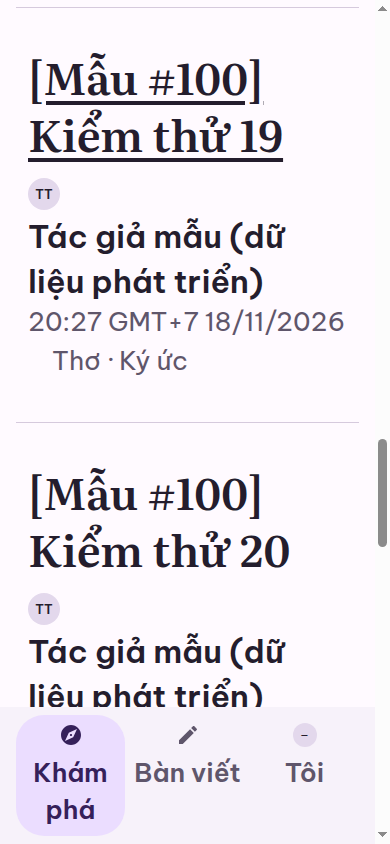 [Mẫu #100]
Kiểm thử 19
TT
Tác giả mẫu (dữ
liệu phát triển)
20:27 GMT+7 18/11/2026
Thơ · Ký ức
[Mẫu #100]
Kiểm thử 20
TT
Tác giả mẫu (dữ
liệu phát triển)
Khám
phá
Bàn viết
–
Tôi